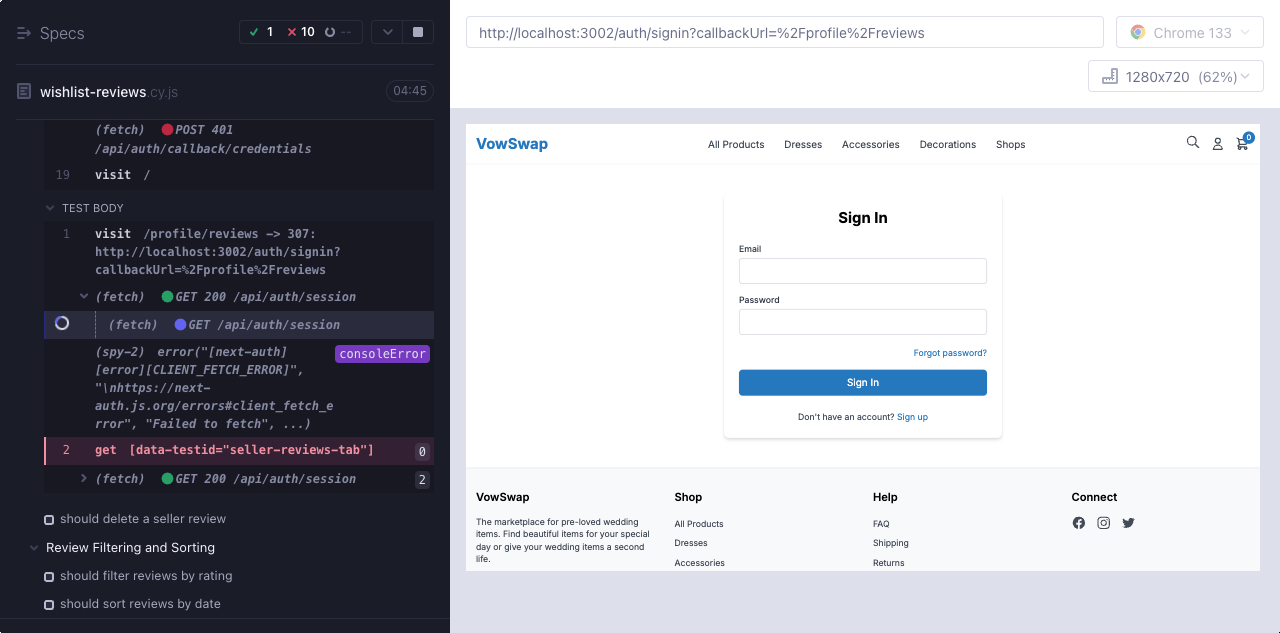 Specs
1
10
--
wishlist-reviews.cy.js
04:45
(fetch) POST 401
/api/auth/callback/credentials
19 visit /
TEST BODY
1 visit /profile/reviews -> 307:
http://localhost:3002/auth/signin?
callbackUrl=%2Fprofile%2Freviews
(fetch) GET 200 /api/auth/session
(fetch) GET /api/auth/session
(spy-2) error("[next-auth] consoleError
[error][CLIENT_FETCH_ERROR]",
"\nhttps://next-
auth.js.org/errors#client_fetch_e
rror", "Failed to fetch", ...)
2 get [data-testid="seller-reviews-tab"] 0
(fetch) GET 200 /api/auth/session 2
should delete a seller review
Review Filtering and Sorting
should filter reviews by rating
should sort reviews by date
http://localhost:3002/auth/signin?callbackUrl=%2Fprofile%2Freviews
Chrome 133
1280x720 (62%)
VowSwap
All Products
Dresses
Accessories
Decorations
Shops
0
Sign In
Email
Password
Forgot password?
Sign In
Don't have an account? Sign up
VowSwap
The marketplace for pre-loved wedding
items. Find beautiful items for your special
day or give your wedding items a second
life.
Shop
All Products
Dresses
Accessories
Help
FAQ
Shipping
Returns
Connect